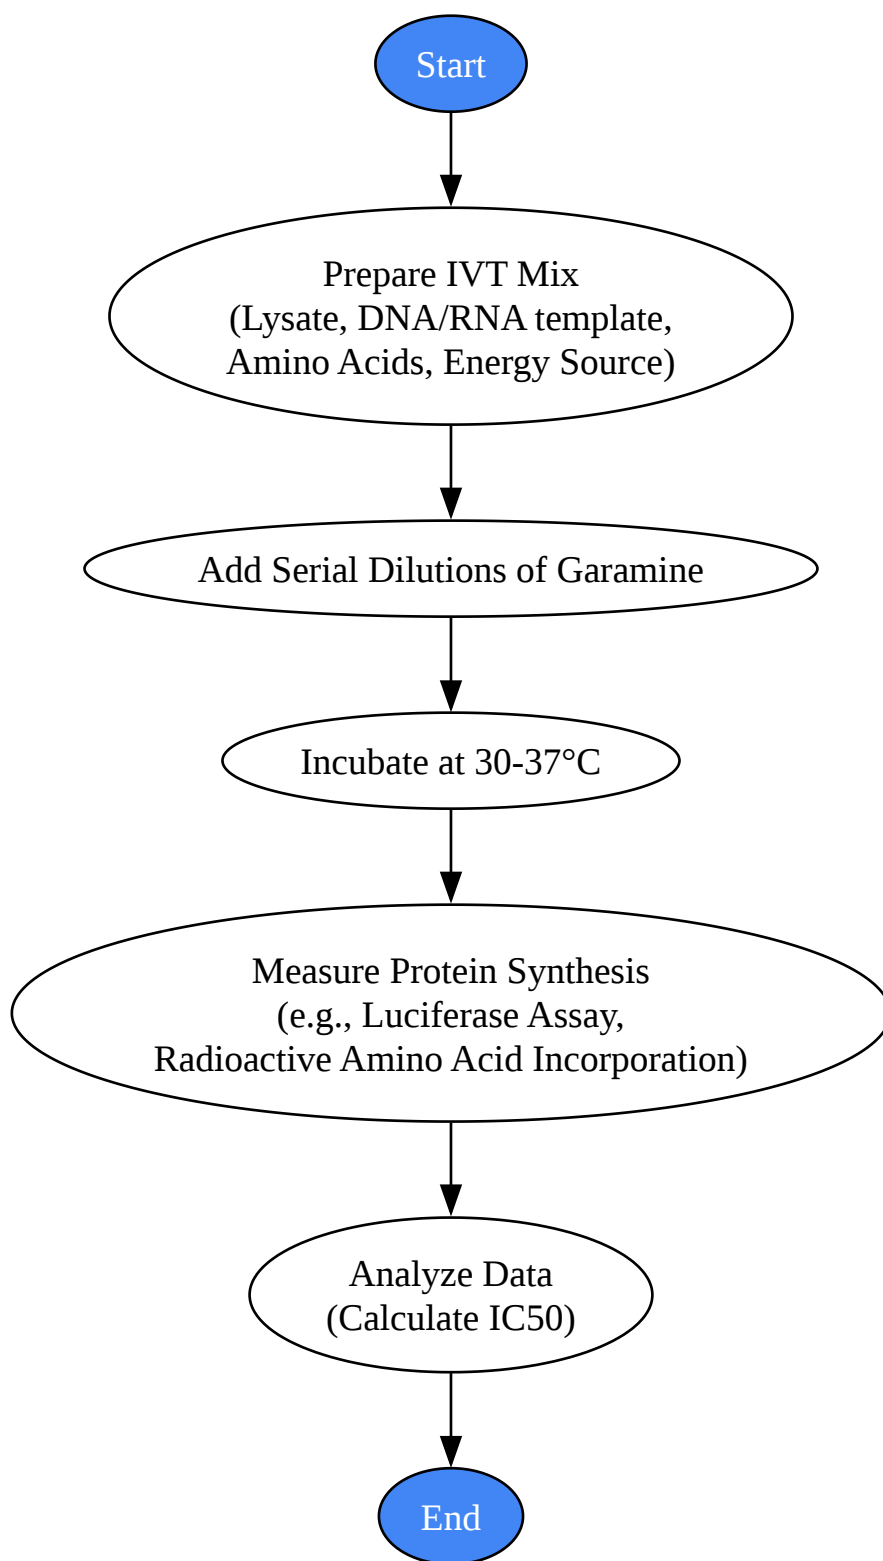 Start
Prepare IVT Mix
(Lysate, DNA/RNA template,
Amino Acids, Energy Source)
Add Serial Dilutions of Garamine
Incubate at 30-37°C
Measure Protein Synthesis
(e.g., Luciferase Assay,
Radioactive Amino Acid Incorporation)
Analyze Data
(Calculate IC50)
End